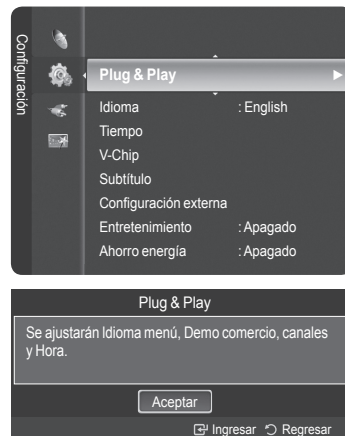 Configuración
Plug & Play
Idioma : English
Tiempo
V-Chip
Subtítulo
Configuración externa
Entretenimiento : Apagado
Ahorro energía : Apagado
Plug & Play
Se ajustarán Idioma menú, Demo comercio, canales
y Hora.
Aceptar
Ingresar Regresar